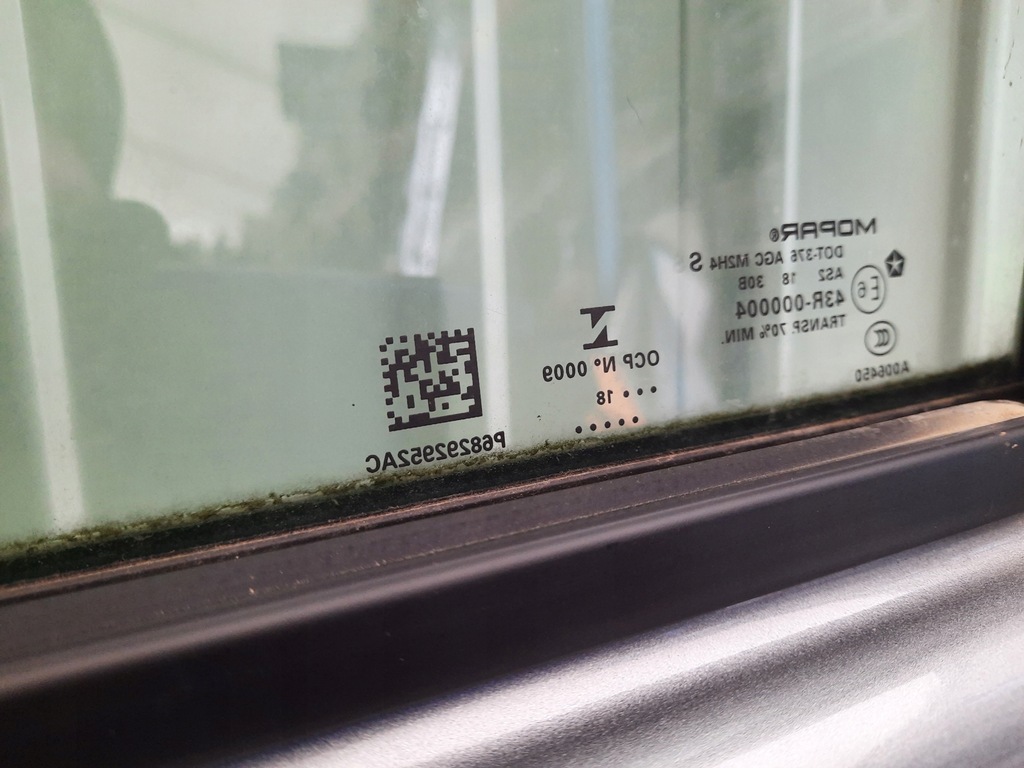 MOPAR®
DOT-376 AGC M2H4 S
AS2 18 30B
E6
43R-000004
CCC
TRANSP. 70% MIN.
A006450
N
OCP N° 0009
18
P68292952AC